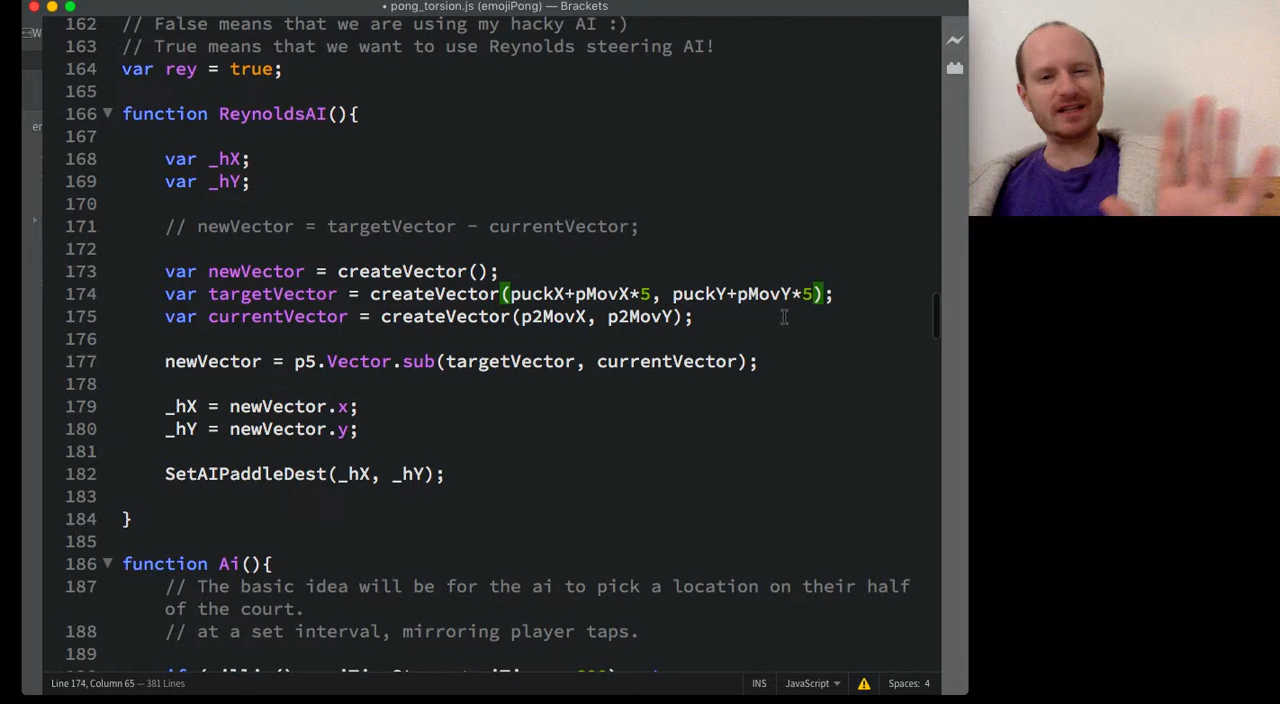 • pong_torsion.js (emojiPong) — Brackets
162 // False means that we are using my hacky AI :)
163 // True means that we want to use Reynolds steering AI!
164 var rey = true;
165
166 function ReynoldsAI(){
167
168 var _hX;
169 var _hY;
170
171 // newVector = targetVector - currentVector;
172
173 var newVector = createVector();
174 var targetVector = createVector(puckX+pMovX*5, puckY+pMovY*5);
175 var currentVector = createVector(p2MovX, p2MovY);
176
177 newVector = p5.Vector.sub(targetVector, currentVector);
178
179 _hX = newVector.x;
180 _hY = newVector.y;
181
182 SetAIPaddleDest(_hX, _hY);
183
184 }
185
186 function Ai(){
187 // The basic idea will be for the ai to pick a location on their half
of the court.
188 // at a set interval, mirroring player taps.
189
Line 174, Column 65 — 381 Lines
INS JavaScript Spaces: 4